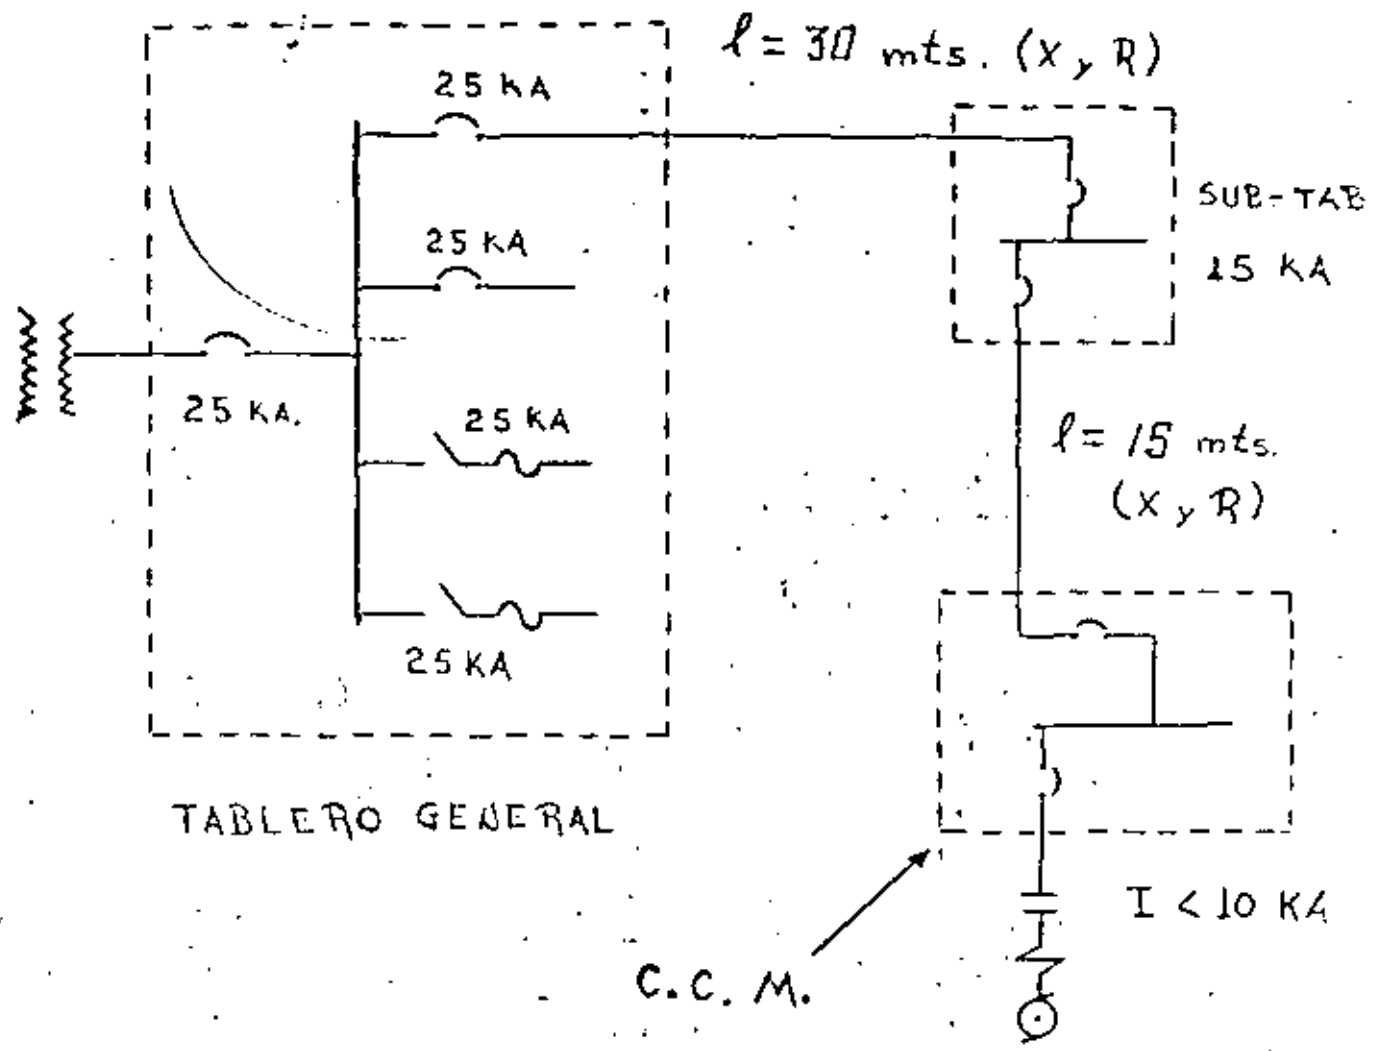 l = 30 mts. (X, R)
25 KA
SUB-TAB
15 KA
25 KA
25 KA.
25 KA
l = 15 mts.
(X, R)
25 KA
TABLERO GENERAL
I < 10 KA
C.C.M.